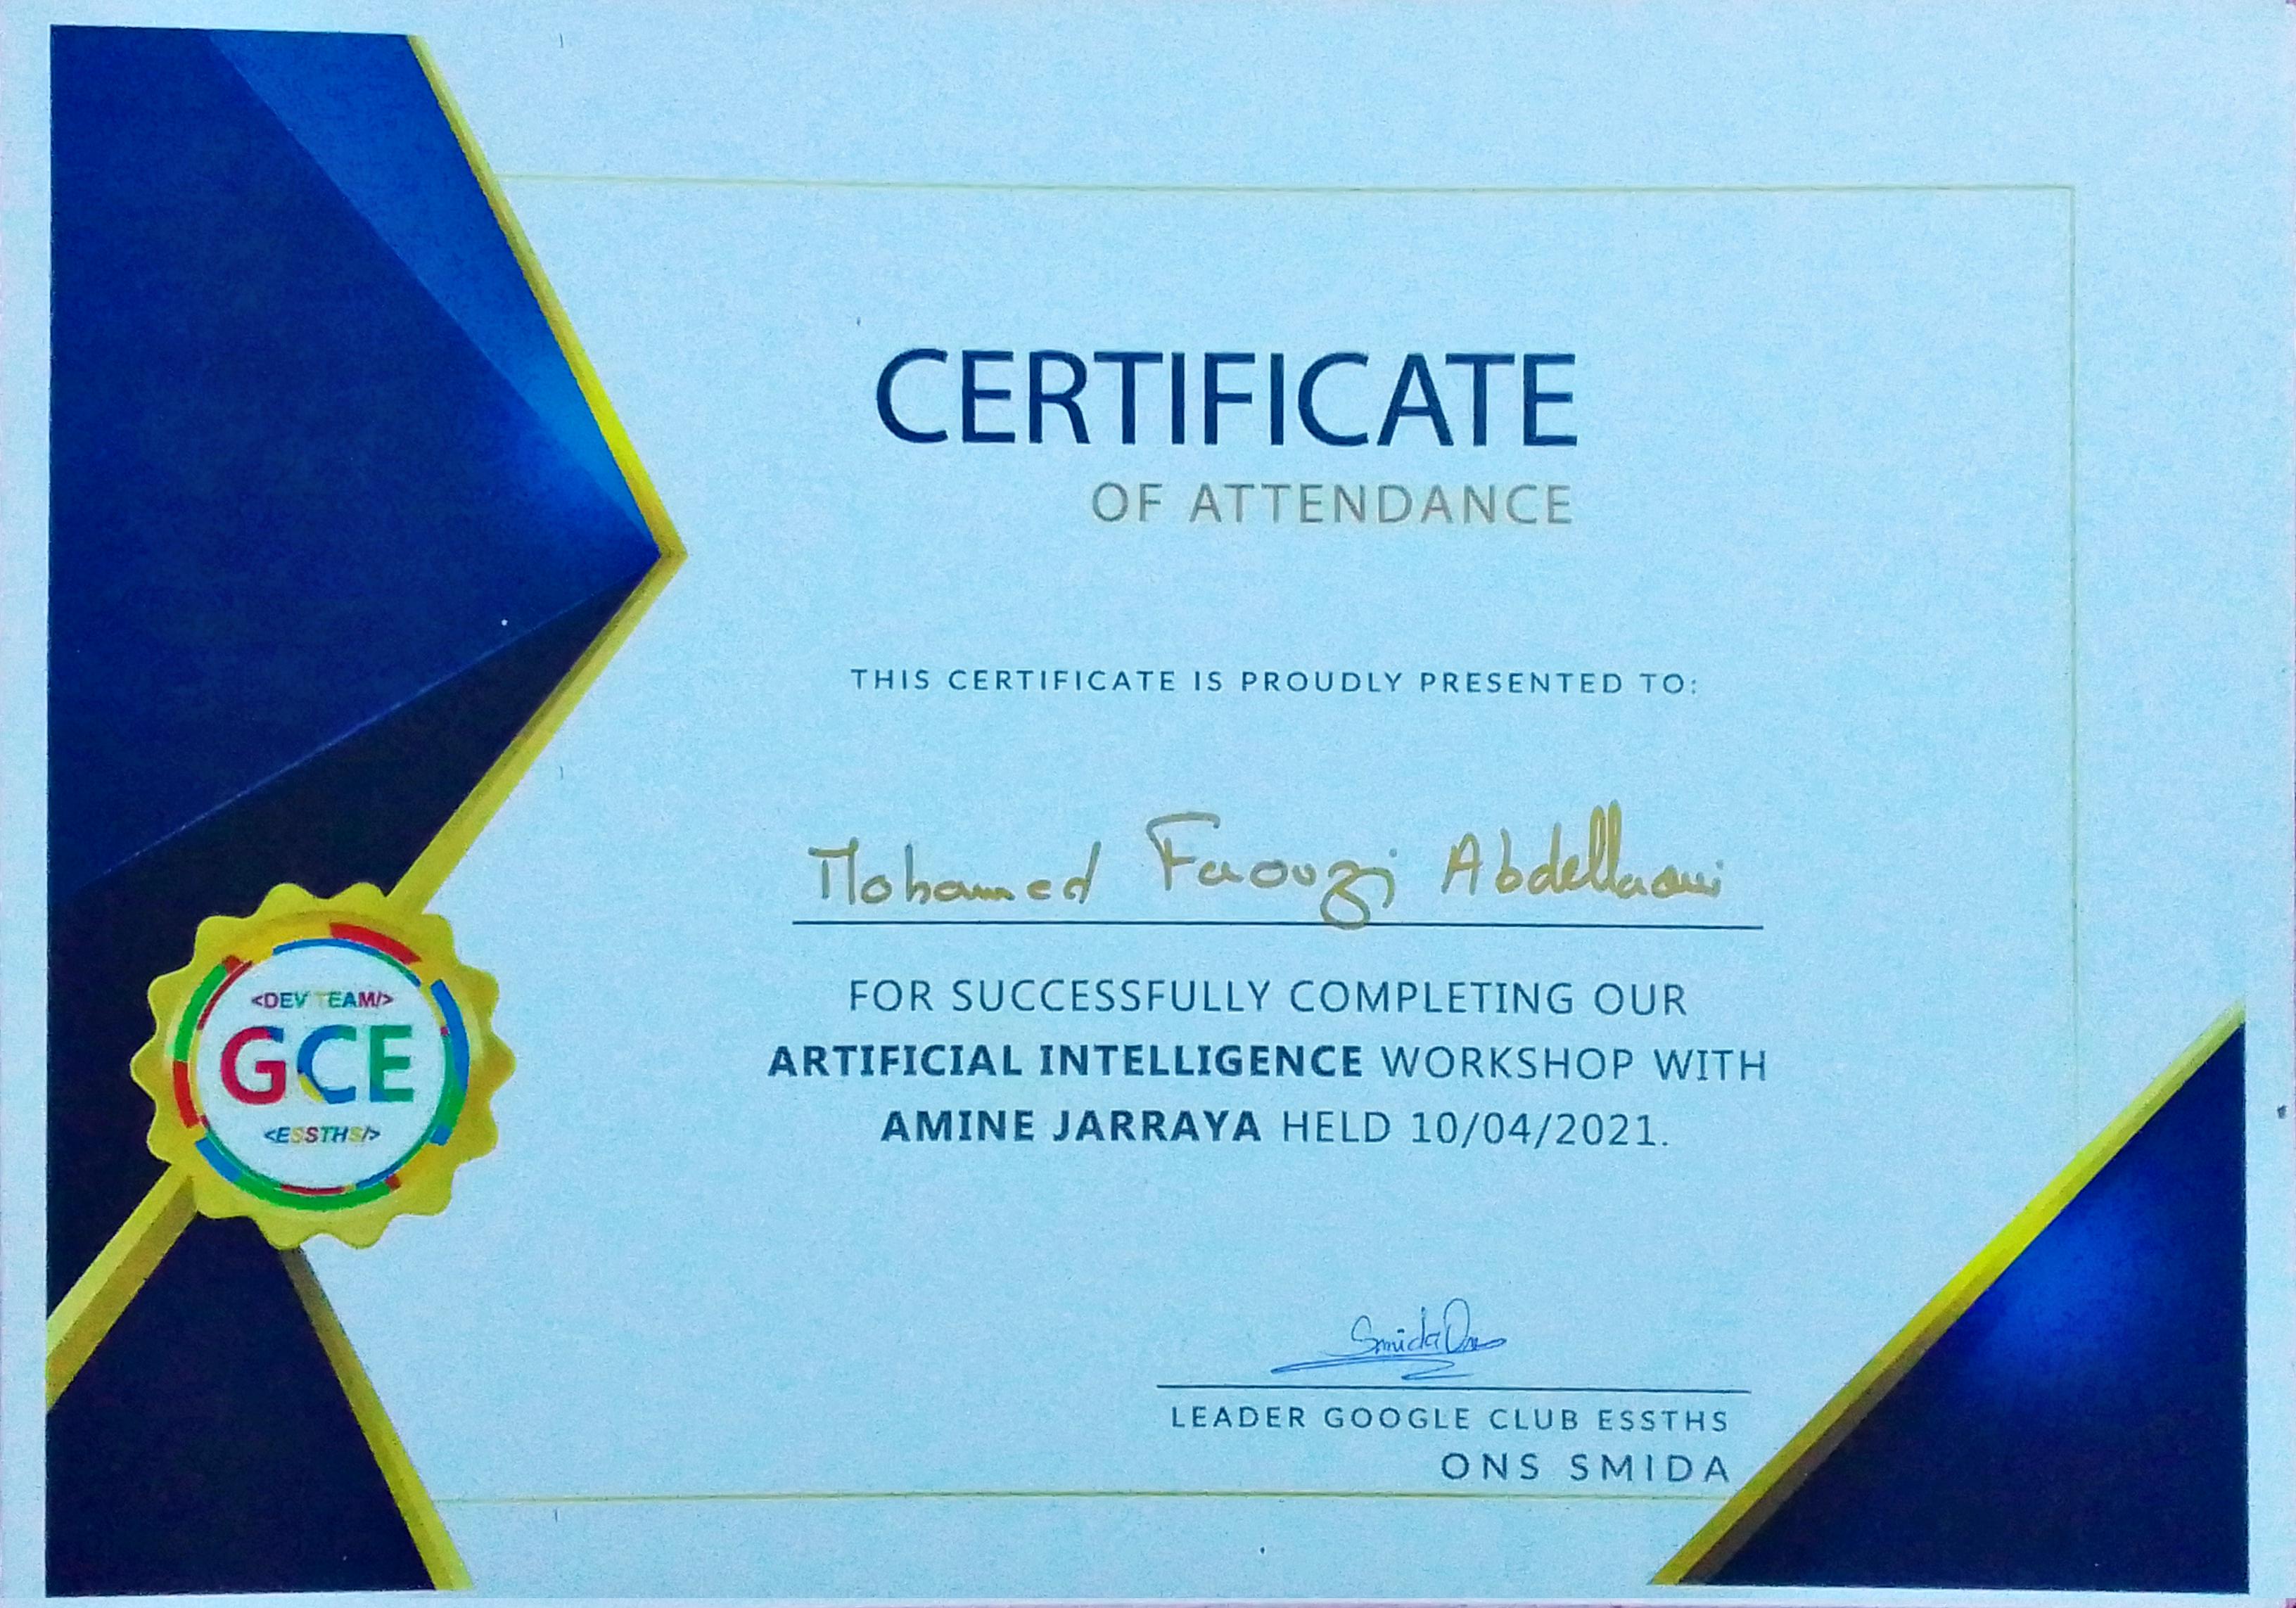 CERTIFICATE
OF ATTENDANCE
THIS CERTIFICATE IS PROUDLY PRESENTED TO:
Mohamed Faouzi Abdellaoui
FOR SUCCESSFULLY COMPLETING OUR
ARTIFICIAL INTELLIGENCE WORKSHOP WITH
AMINE JARRAYA HELD 10/04/2021.
<DEV TEAM/>
GCE
<ESSTHS/>
Smida Ons
LEADER GOOGLE CLUB ESSTHS
ONS SMIDA